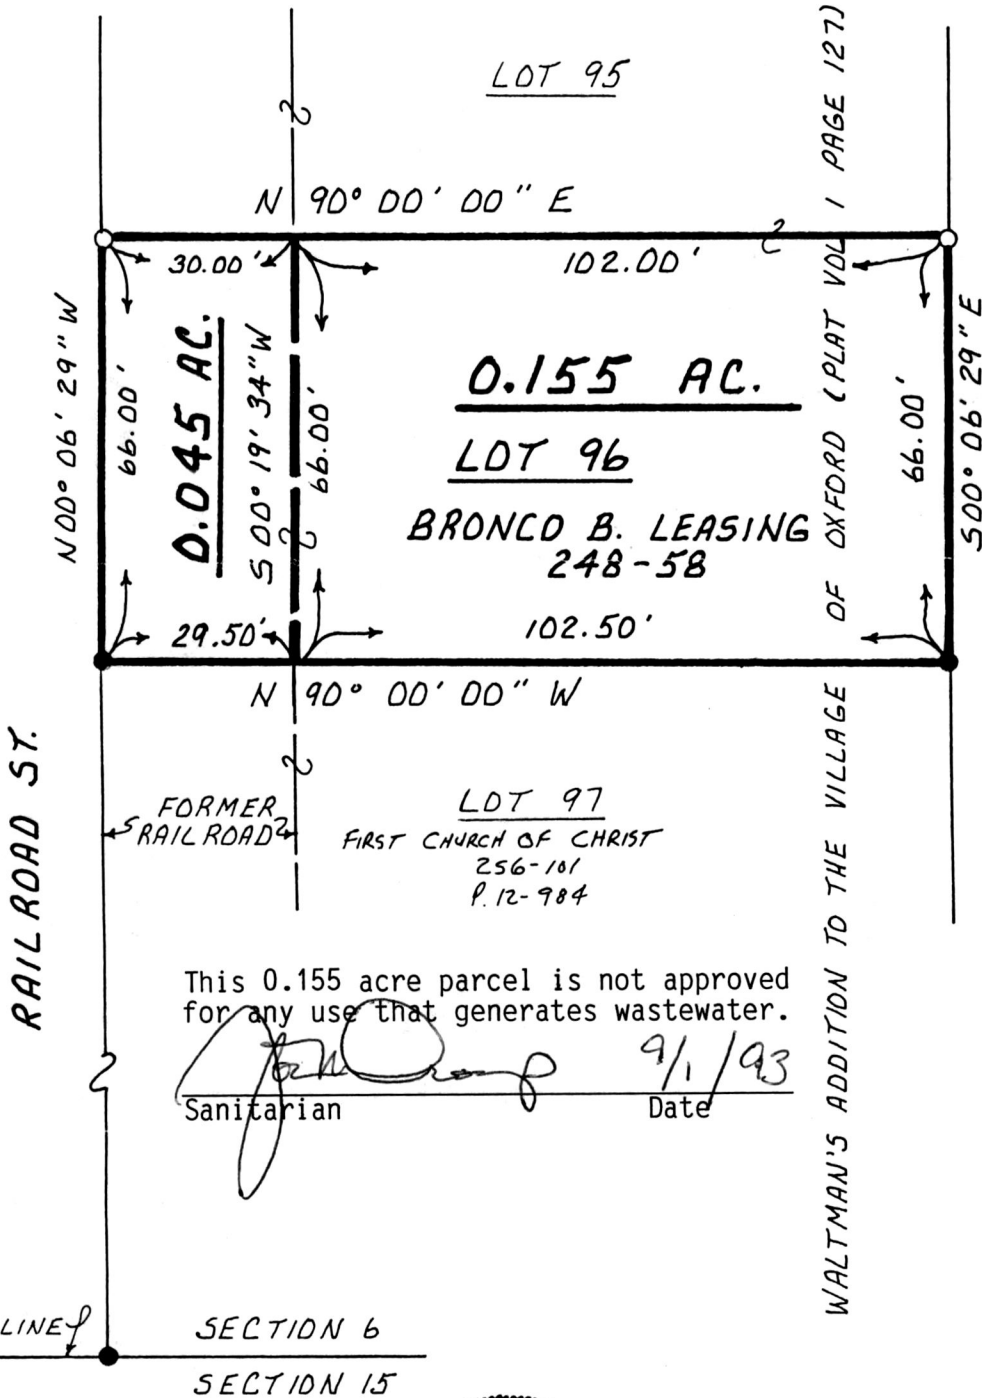 LOT 95
N 90° 00' 00" E
30.00'
102.00'
N00° 06' 29" W
66.00'
0.045 AC.
S 00° 19' 34" W
66.00'
0.155 AC.
LOT 96
BRONCO B. LEASING
248-58
66.00'
S00° 06' 29" E
29.50'
102.50'
N 90° 00' 00" W
WALTMAN'S ADDITION TO THE VILLAGE OF OXFORD (PLAT VOL 1 PAGE 127)
RAILROAD ST.
FORMER
RAILROAD
LOT 97
FIRST CHURCH OF CHRIST
256-101
P. 12-984
This 0.155 acre parcel is not approved
for any use that generates wastewater.
9/1/93
Sanitarian Date
LINE
SECTION 6
SECTION 15